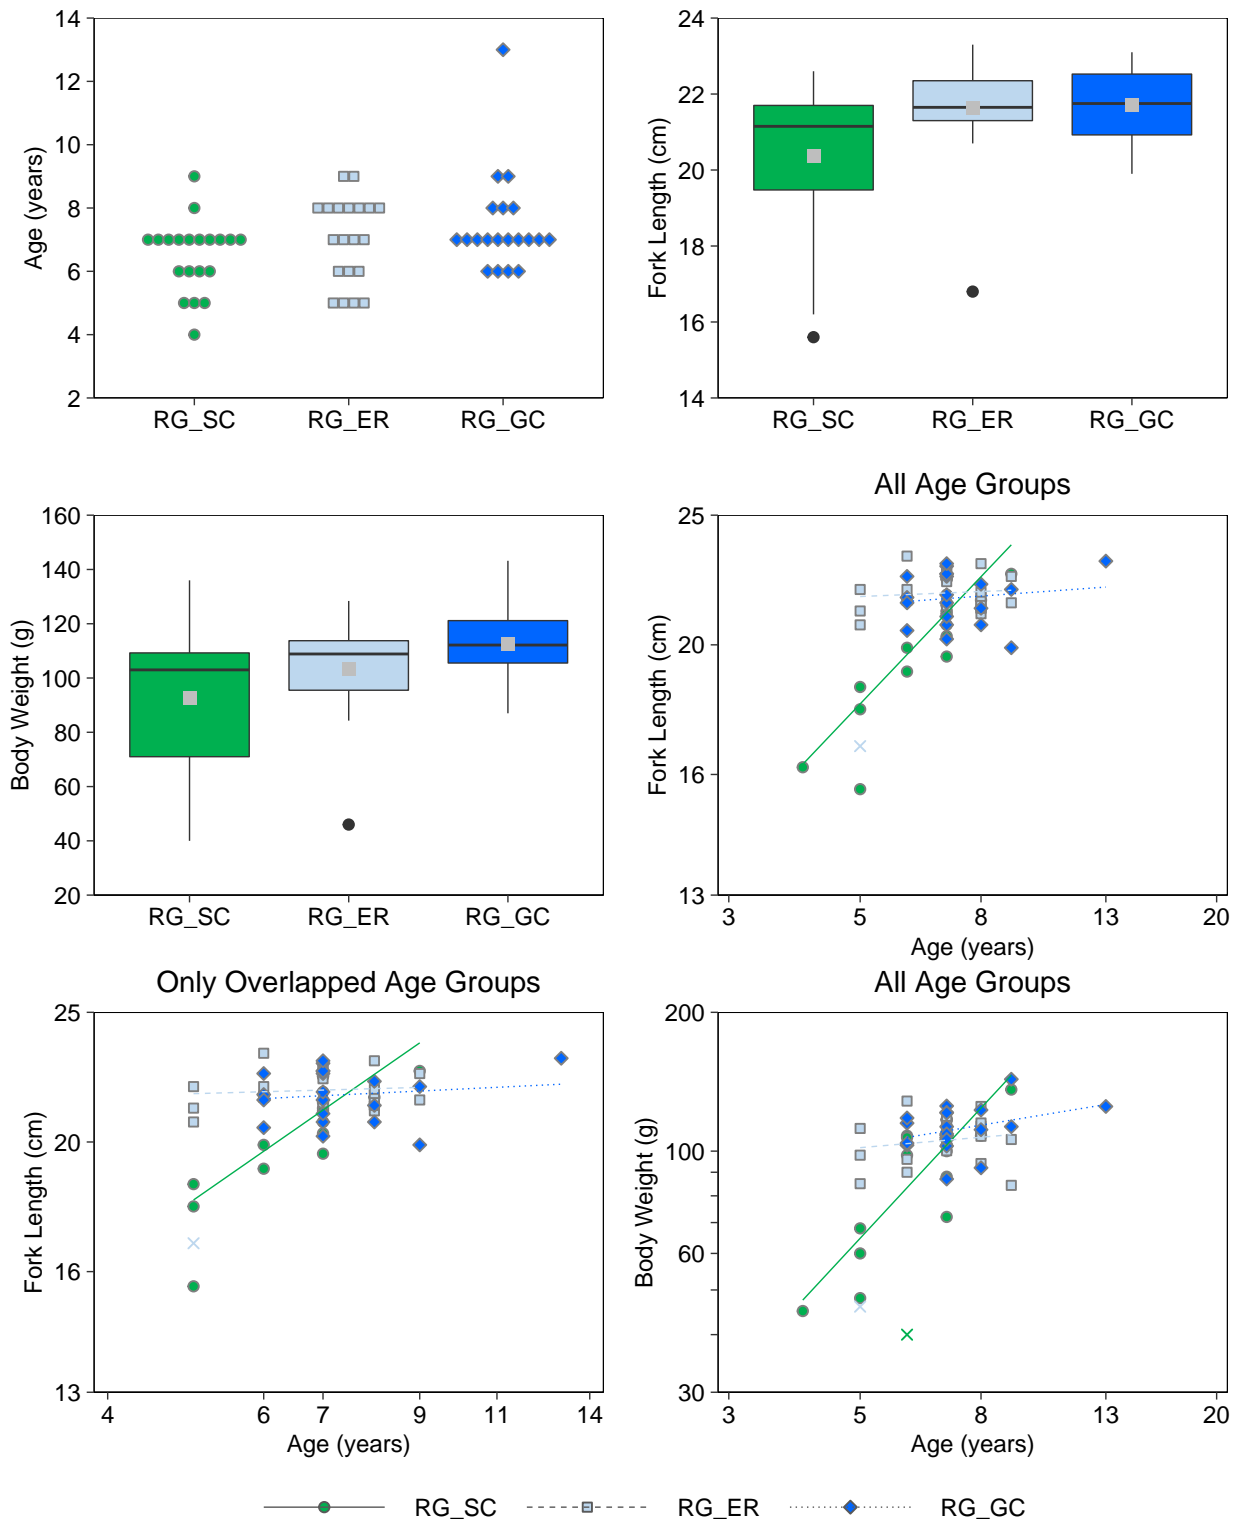 14
12
10
8
6
4
2
Age (years)
RG_SC
RG_ER
RG_GC
24
22
20
18
16
14
Fork Length (cm)
RG_SC
RG_ER
RG_GC
160
140
120
100
80
60
40
20
Body Weight (g)
RG_SC
RG_ER
RG_GC
All Age Groups
25
20
16
13
Fork Length (cm)
3
5
8
13
20
Age (years)
Only Overlapped Age Groups
25
20
16
13
Fork Length (cm)
4
6
7
9
11
14
Age (years)
All Age Groups
200
100
60
30
Body Weight (g)
3
5
8
13
20
Age (years)
RG_SC
RG_ER
RG_GC